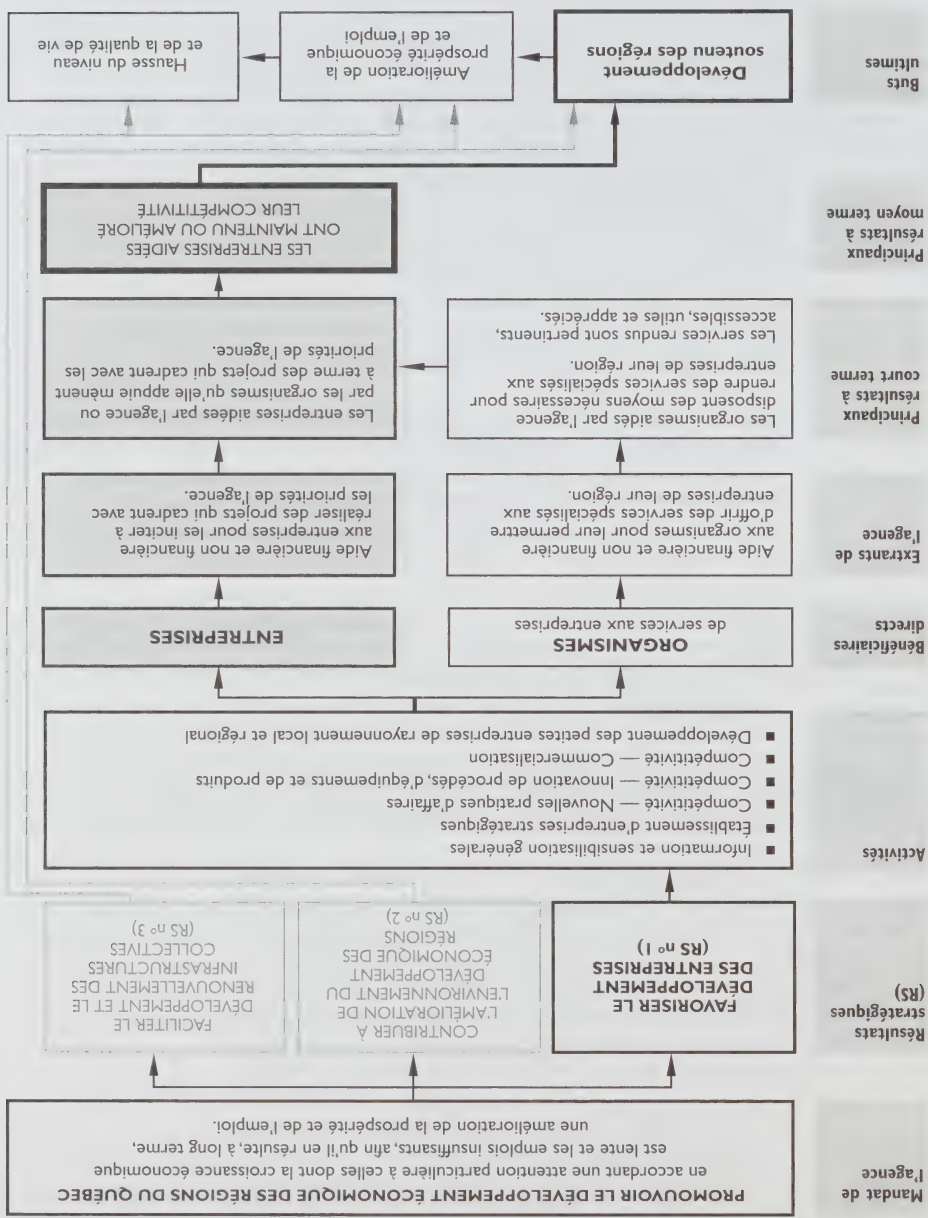 Mandat de
l'agence
PROMOUVOIR LE DÉVELOPPEMENT ÉCONOMIQUE DES RÉGIONS DU QUÉBEC
en accordant une attention particulière à celles dont la croissance économique
est lente et les emplois insuffisants, afin qu'il en résulte, à long terme,
une amélioration de la prospérité et de l'emploi.
Résultats
stratégiques
(RS)
FAVORISER LE
DÉVELOPPEMENT
DES ENTREPRISES
(RS nº 1)
CONTRIBUER À
L'AMÉLIORATION DE
L'ENVIRONNEMENT DU
DÉVELOPPEMENT
ÉCONOMIQUE DES
RÉGIONS
(RS nº 2)
FACILITER LE
DÉVELOPPEMENT ET LE
RENOUVELLEMENT DES
INFRASTRUCTURES
COLLECTIVES
(RS nº 3)
Activités
■ Information et sensibilisation générales
■ Établissement d'entreprises stratégiques
■ Compétitivité — Nouvelles pratiques d'affaires
■ Compétitivité — Innovation de procédés, d'équipements et de produits
■ Compétitivité — Commercialisation
■ Développement des petites entreprises de rayonnement local et régional
Bénéficiaires
directs
ORGANISMES
de services aux entreprises
ENTREPRISES
Extrants de
l'agence
Aide financière et non financière
aux organismes pour leur permettre
d'offrir des services spécialisés aux
entreprises de leur région.
Aide financière et non financière
aux entreprises pour les inciter à
réaliser des projets qui cadrent avec
les priorités de l'agence.
Principaux
résultats à
court terme
Les organismes aidés par l'agence
disposent des moyens nécessaires pour
rendre des services spécialisés aux
entreprises de leur région.
Les services rendus sont pertinents,
accessibles, utiles et appréciés.
Les entreprises aidées par l'agence ou
par les organismes qu'elle appuie mènent
à terme des projets qui cadrent avec les
priorités de l'agence.
Principaux
résultats à
moyen terme
LES ENTREPRISES AIDÉES
ONT MAINTENU OU AMÉLIORÉ
LEUR COMPÉTITIVITÉ
Buts
ultimes
Développement
soutenu des régions
Amélioration de la
prospérité économique
et de l'emploi
Hausse du niveau
et de la qualité de vie